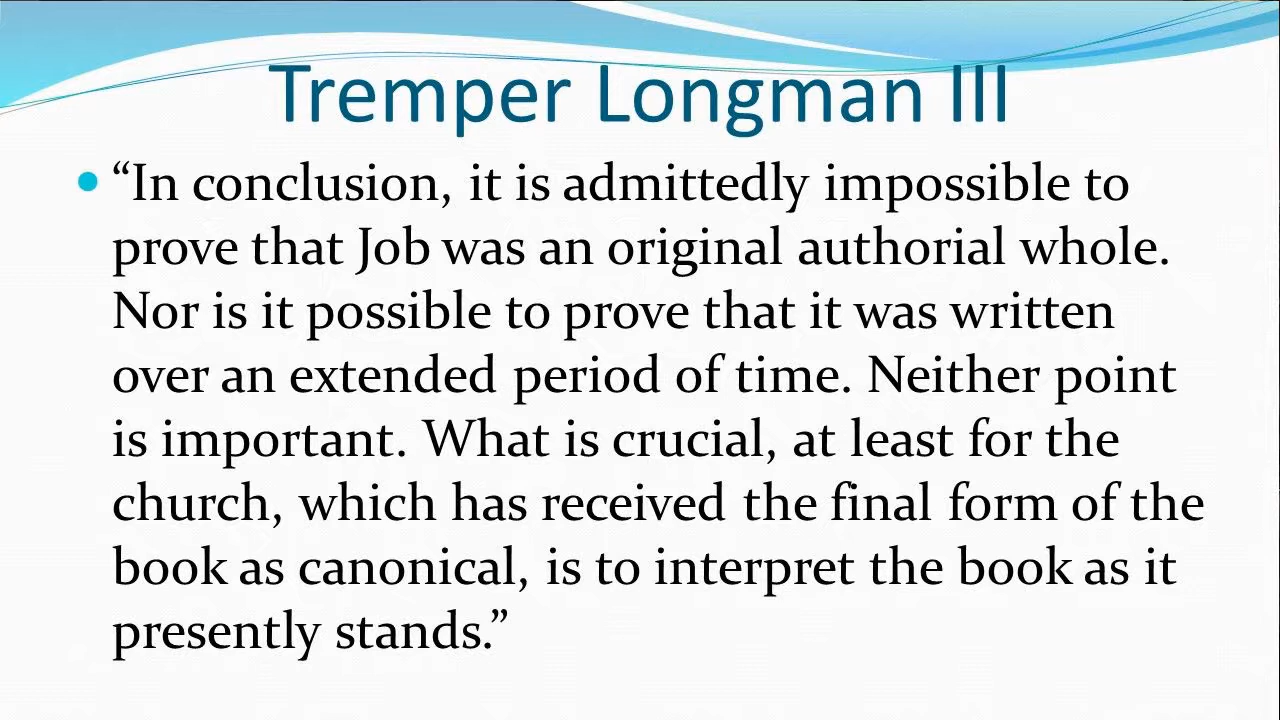 Tremper Longman III
• “In conclusion, it is admittedly impossible to
prove that Job was an original authorial whole.
Nor is it possible to prove that it was written
over an extended period of time. Neither point
is important. What is crucial, at least for the
church, which has received the final form of the
book as canonical, is to interpret the book as it
presently stands.”